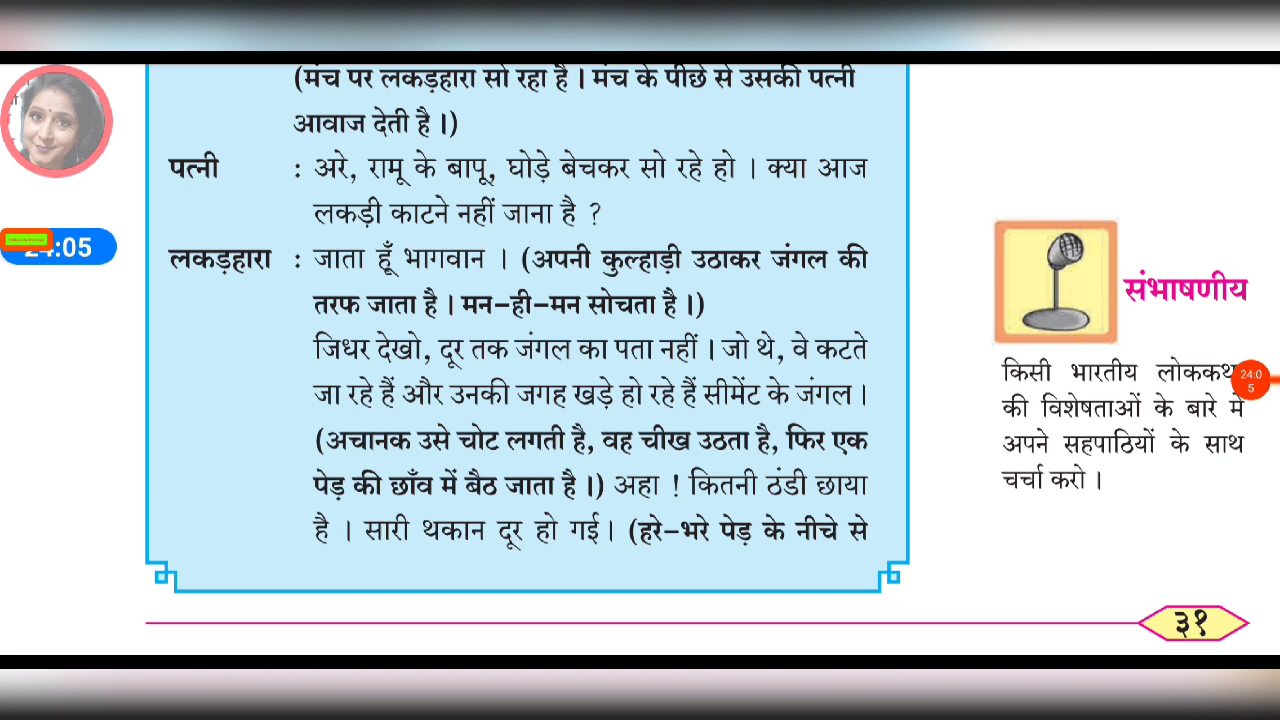 (मंच पर लकड़हारा सो रहा है । मंच के पीछे से उसकी पत्नी
आवाज देती है ।)
पत्नी : अरे, रामू के बापू, घोड़े बेचकर सो रहे हो । क्या आज
लकड़ी काटने नहीं जाना है ?
लकड़हारा : जाता हूँ भागवान । (अपनी कुल्हाड़ी उठाकर जंगल की
तरफ जाता है । मन-ही-मन सोचता है ।)
जिधर देखो, दूर तक जंगल का पता नहीं । जो थे, वे कटते
जा रहे हैं और उनकी जगह खड़े हो रहे हैं सीमेंट के जंगल ।
(अचानक उसे चोट लगती है, वह चीख उठता है, फिर एक
पेड़ की छाँव में बैठ जाता है ।) अहा ! कितनी ठंडी छाया
है । सारी थकान दूर हो गई। (हरे-भरे पेड़ के नीचे से
संभाषणीय
किसी भारतीय लोककथा
की विशेषताओं के बारे में
अपने सहपाठियों के साथ
चर्चा करो ।
३१
24:05
24:0
5